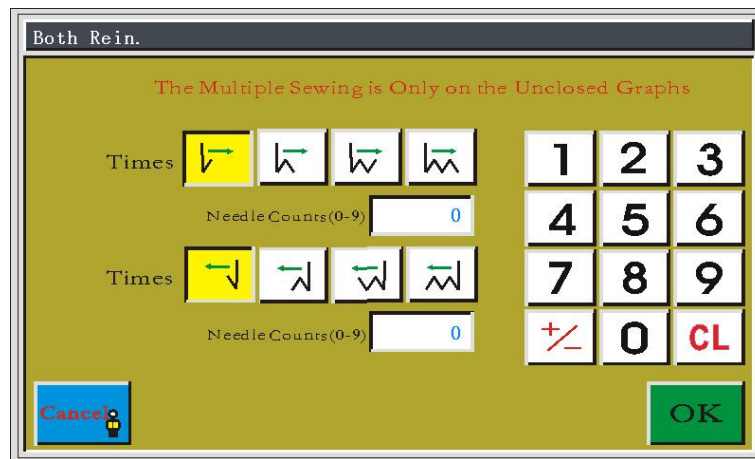 Both Rein.
The Multiple Sewing is Only on the Unclosed Graphs
Times
Needle Counts(0-9) 0
Times
Needle Counts(0-9) 0
1 2 3
4 5 6
7 8 9
+/- 0 CL
Cancel
OK